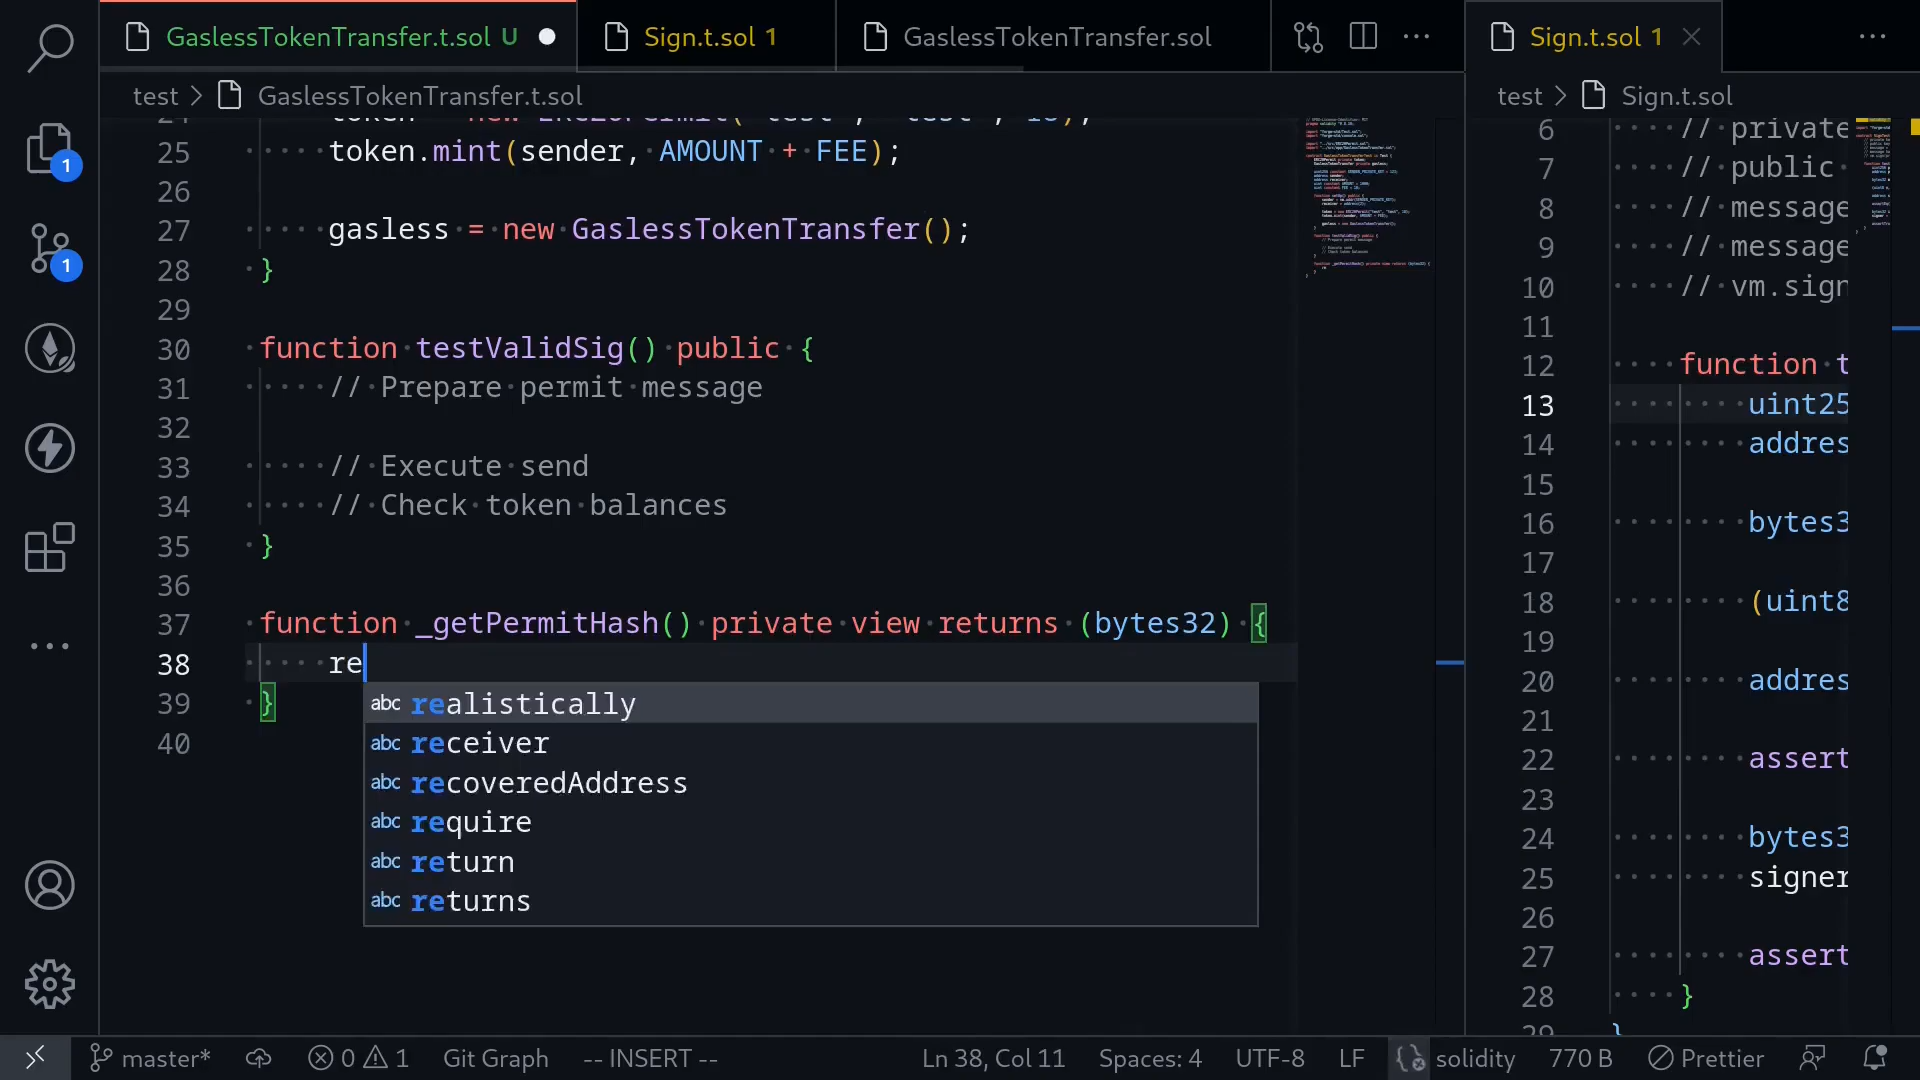 GaslessTokenTransfer.t.sol U
Sign.t.sol 1
GaslessTokenTransfer.sol
Sign.t.sol 1
test > GaslessTokenTransfer.t.sol
test > Sign.t.sol
25 token.mint(sender, AMOUNT + FEE);
26
27 gasless = new GaslessTokenTransfer();
28 }
29
30 function testValidSig() public {
31 // Prepare permit message
32
33 // Execute send
34 // Check token balances
35 }
36
37 function _getPermitHash() private view returns (bytes32) {
38 re
39 }
40
abc realistically
abc receiver
abc recoveredAddress
abc require
abc return
abc returns
6 // private
7 // public
8 // message
9 // message
10 // vm.sign
11
12 function t
13 uint25
14 addres
15
16 bytes3
17
18 (uint8
19
20 addres
21
22 assert
23
24 bytes3
25 signer
26
27 assert
28 }
29 }
1
1
master* 0 1 Git Graph -- INSERT -- Ln 38, Col 11 Spaces: 4 UTF-8 LF solidity 770 B Prettier